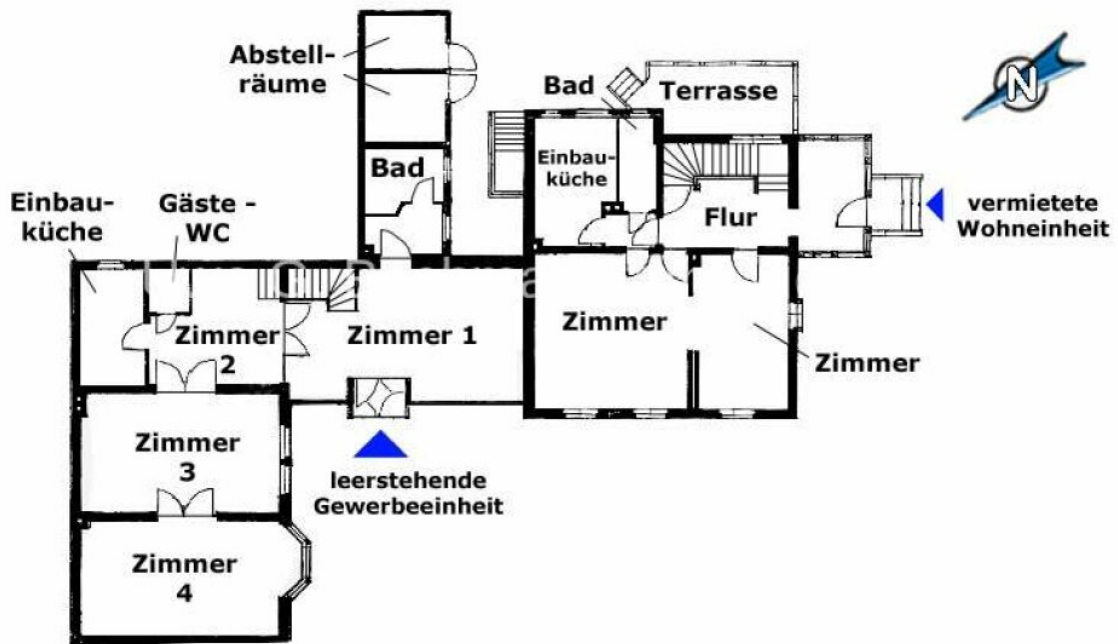 Abstell-
räume
Bad
Terrasse
N
Bad
Einbau-
küche
Einbau-
küche
Gäste -
WC
Flur
vermietete
Wohneinheit
Zimmer
2
Zimmer 1
Zimmer
Zimmer
Zimmer
3
leerstehende
Gewerbeeinheit
Zimmer
4